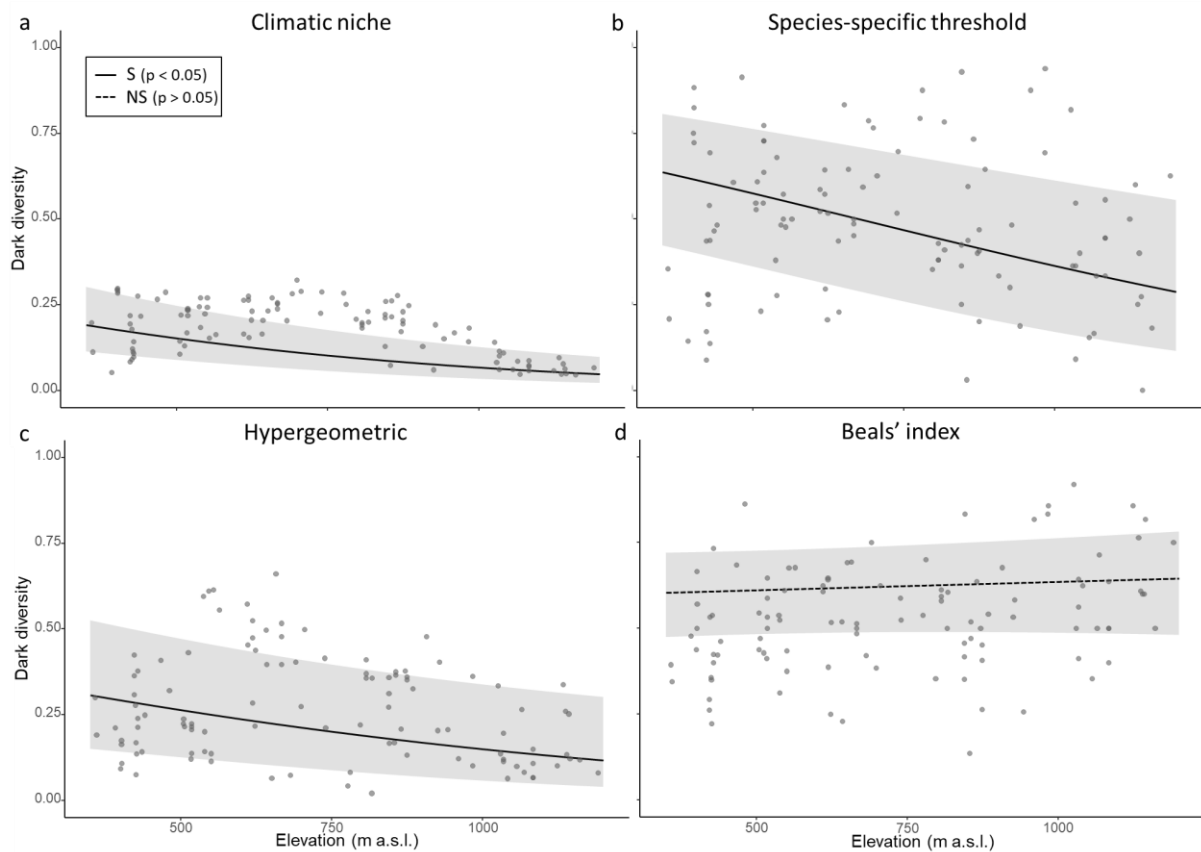 a Climatic niche
b Species-specific threshold
1.00
S (p < 0.05)
NS (p > 0.05)
0.75
Dark diversity
0.50
0.25
0.00
c Hypergeometric
d Beals’ index
1.00
0.75
Dark diversity
0.50
0.25
0.00
500 750 1000
Elevation (m a.s.l.)
500 750 1000
Elevation (m a.s.l.)